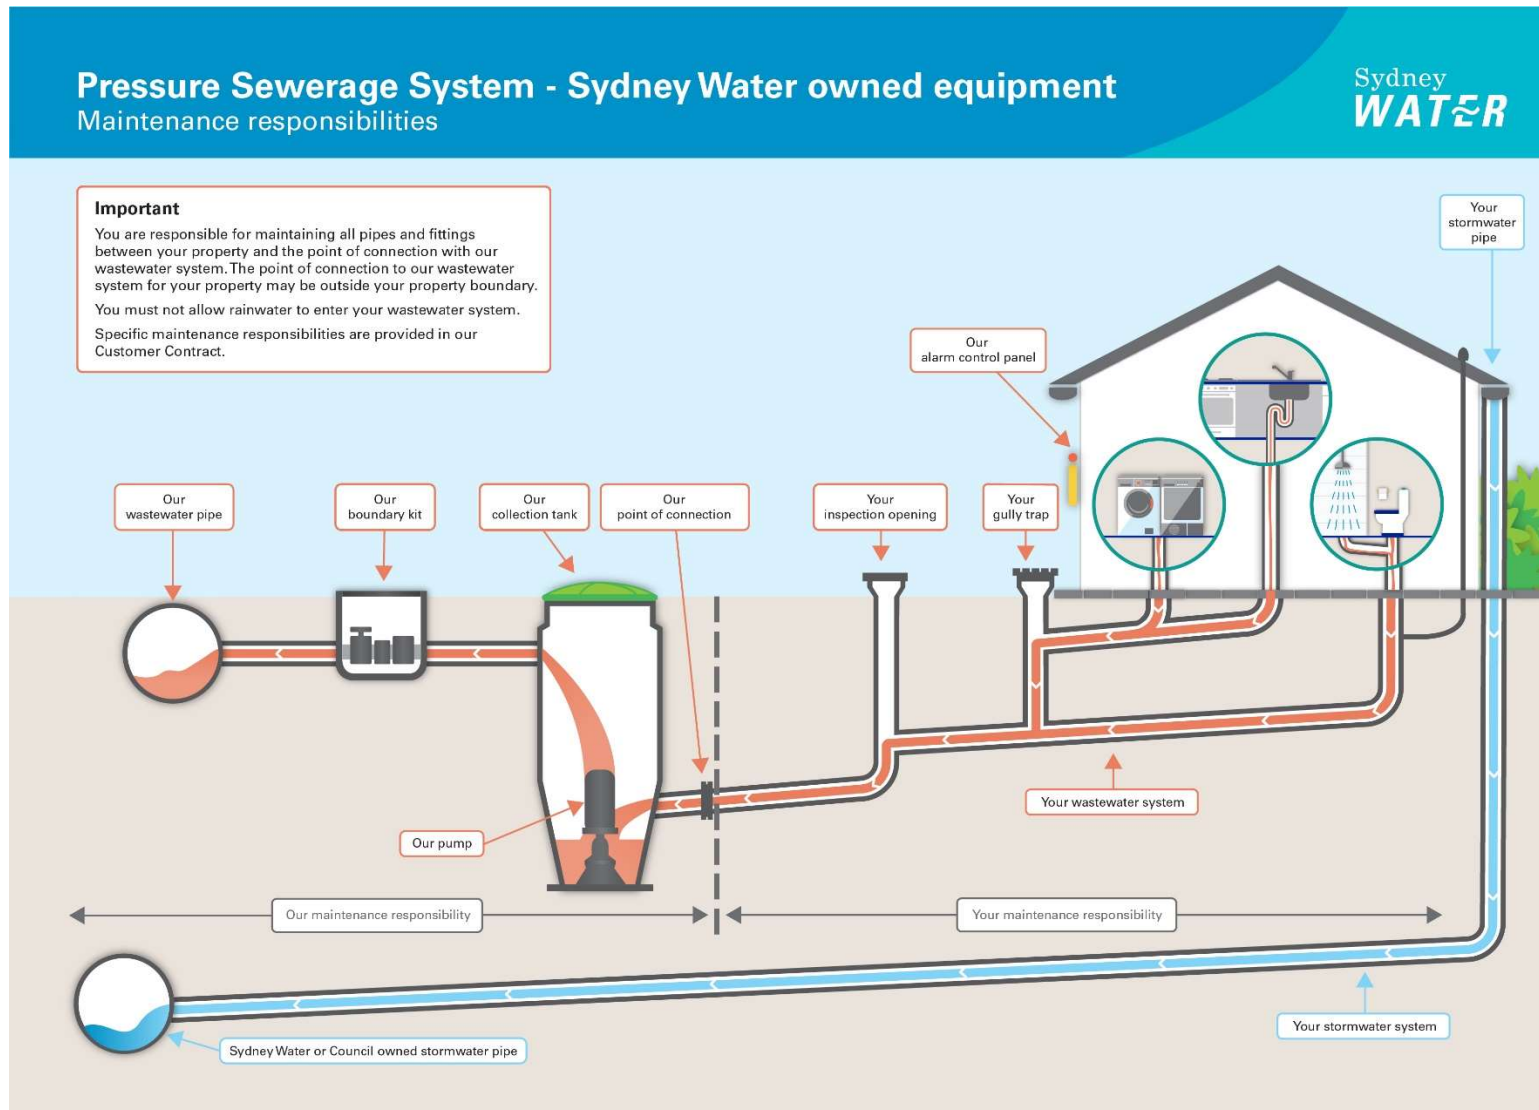 Pressure Sewerage System - Sydney Water owned equipment
Maintenance responsibilities
Sydney
WATER
Important
You are responsible for maintaining all pipes and fittings
between your property and the point of connection with our
wastewater system. The point of connection to our wastewater
system for your property may be outside your property boundary.
You must not allow rainwater to enter your wastewater system.
Specific maintenance responsibilities are provided in our
Customer Contract.
Your
stormwater
pipe
Our
alarm control panel
Our
wastewater pipe
Our
boundary kit
Our
collection tank
Our
point of connection
Your
inspection opening
Your
gully trap
Your wastewater system
Our pump
Our maintenance responsibility
Your maintenance responsibility
Your stormwater system
Sydney Water or Council owned stormwater pipe